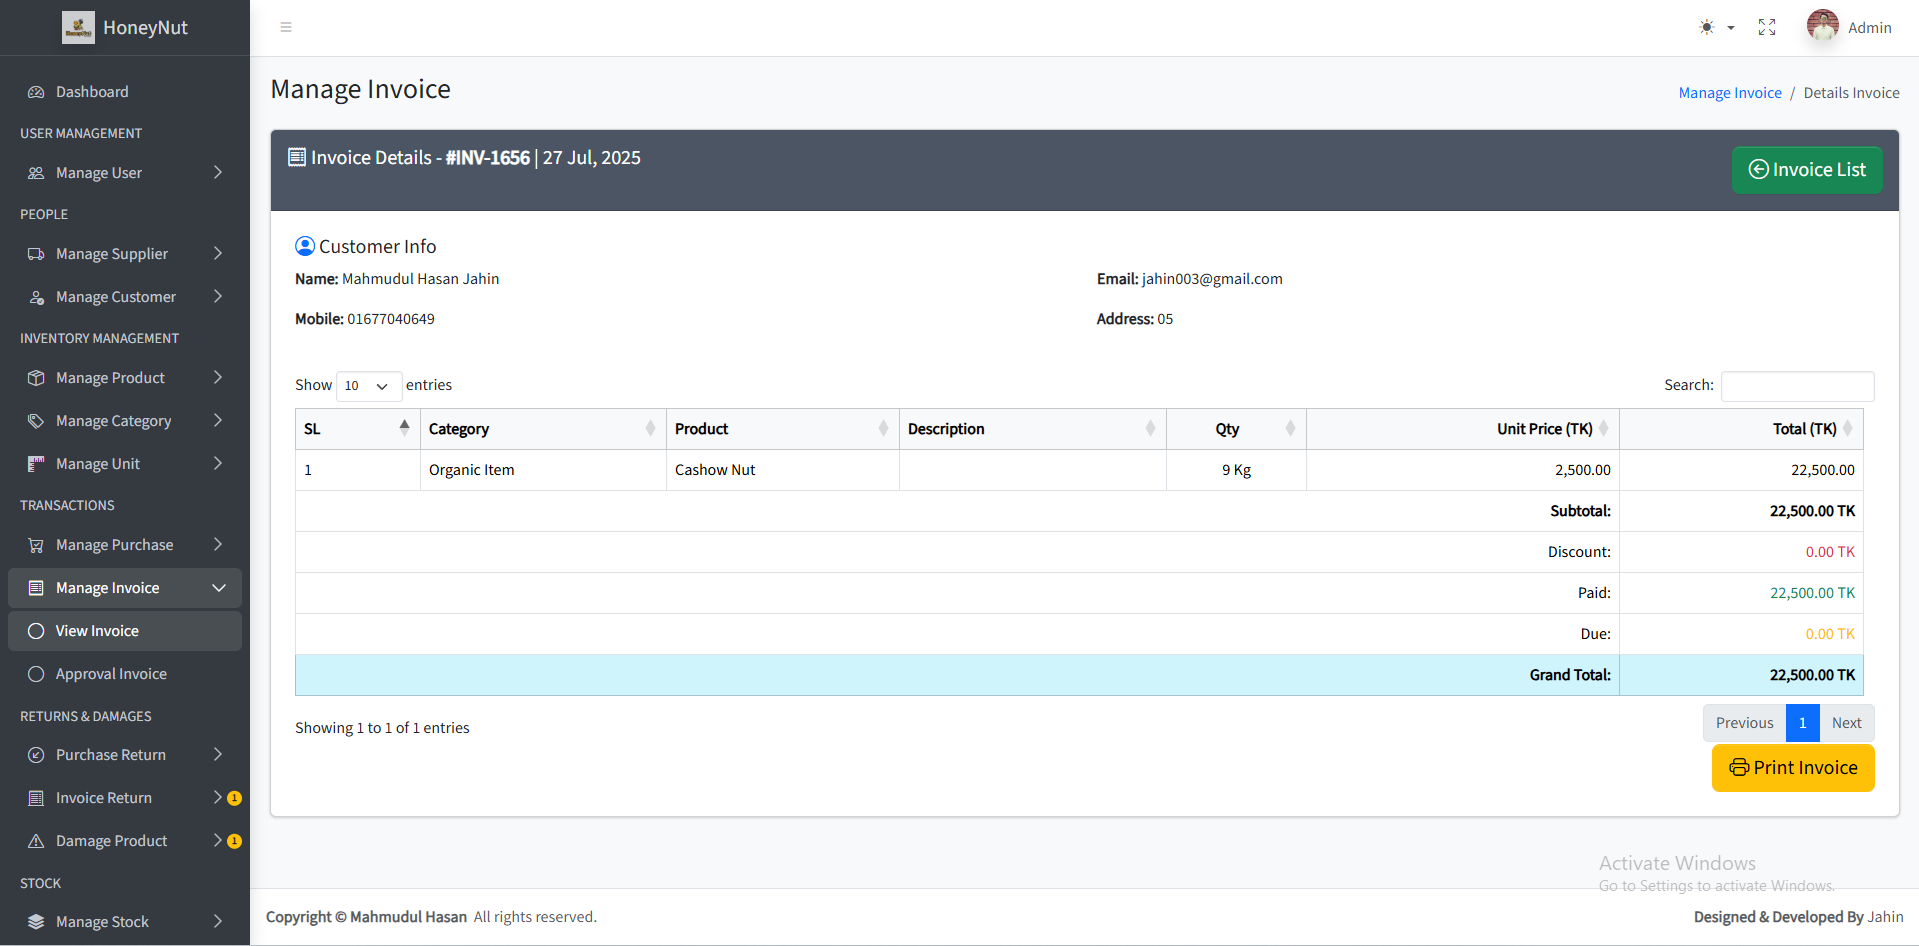 HoneyNut
Admin
Dashboard
USER MANAGEMENT
Manage User
PEOPLE
Manage Supplier
Manage Customer
INVENTORY MANAGEMENT
Manage Product
Manage Category
Manage Unit
TRANSACTIONS
Manage Purchase
Manage Invoice
View Invoice
Approval Invoice
RETURNS & DAMAGES
Purchase Return
Invoice Return 1
Damage Product 1
STOCK
Manage Stock
Manage Invoice
Manage Invoice / Details Invoice
Invoice Details - #INV-1656 | 27 Jul, 2025
Invoice List
Customer Info
Name: Mahmudul Hasan Jahin
Email: jahin003@gmail.com
Mobile: 01677040649
Address: 05
Show 10 entries
Search:
SL Category Product Description Qty Unit Price (TK) Total (TK)
1 Organic Item Cashow Nut 9 Kg 2,500.00 22,500.00
Subtotal: 22,500.00 TK
Discount: 0.00 TK
Paid: 22,500.00 TK
Due: 0.00 TK
Grand Total: 22,500.00 TK
Showing 1 to 1 of 1 entries
Previous 1 Next
Print Invoice
Activate Windows
Go to Settings to activate Windows.
Copyright © Mahmudul Hasan All rights reserved.
Designed & Developed By Jahin